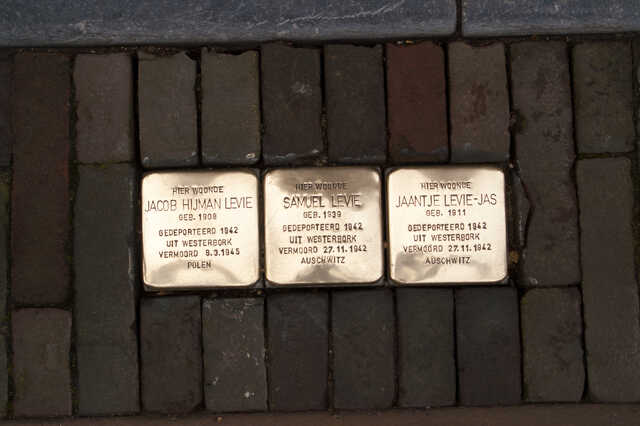 HIER WOONDE
JACOB HIJMAN LEVIE
GEB. 1908
GEDEPORTEERD 1942
UIT WESTERBORK
VERMOORD 9.3.1945
POLEN
HIER WOONDE
SAMUEL LEVIE
GEB. 1939
GEDEPORTEERD 1942
UIT WESTERBORK
VERMOORD 27.11.1942
AUSCHWITZ
HIER WOONDE
JAANTJE LEVIE-JAS
GEB. 1911
GEDEPORTEERD 1942
UIT WESTERBORK
VERMOORD 27.11.1942
AUSCHWITZ